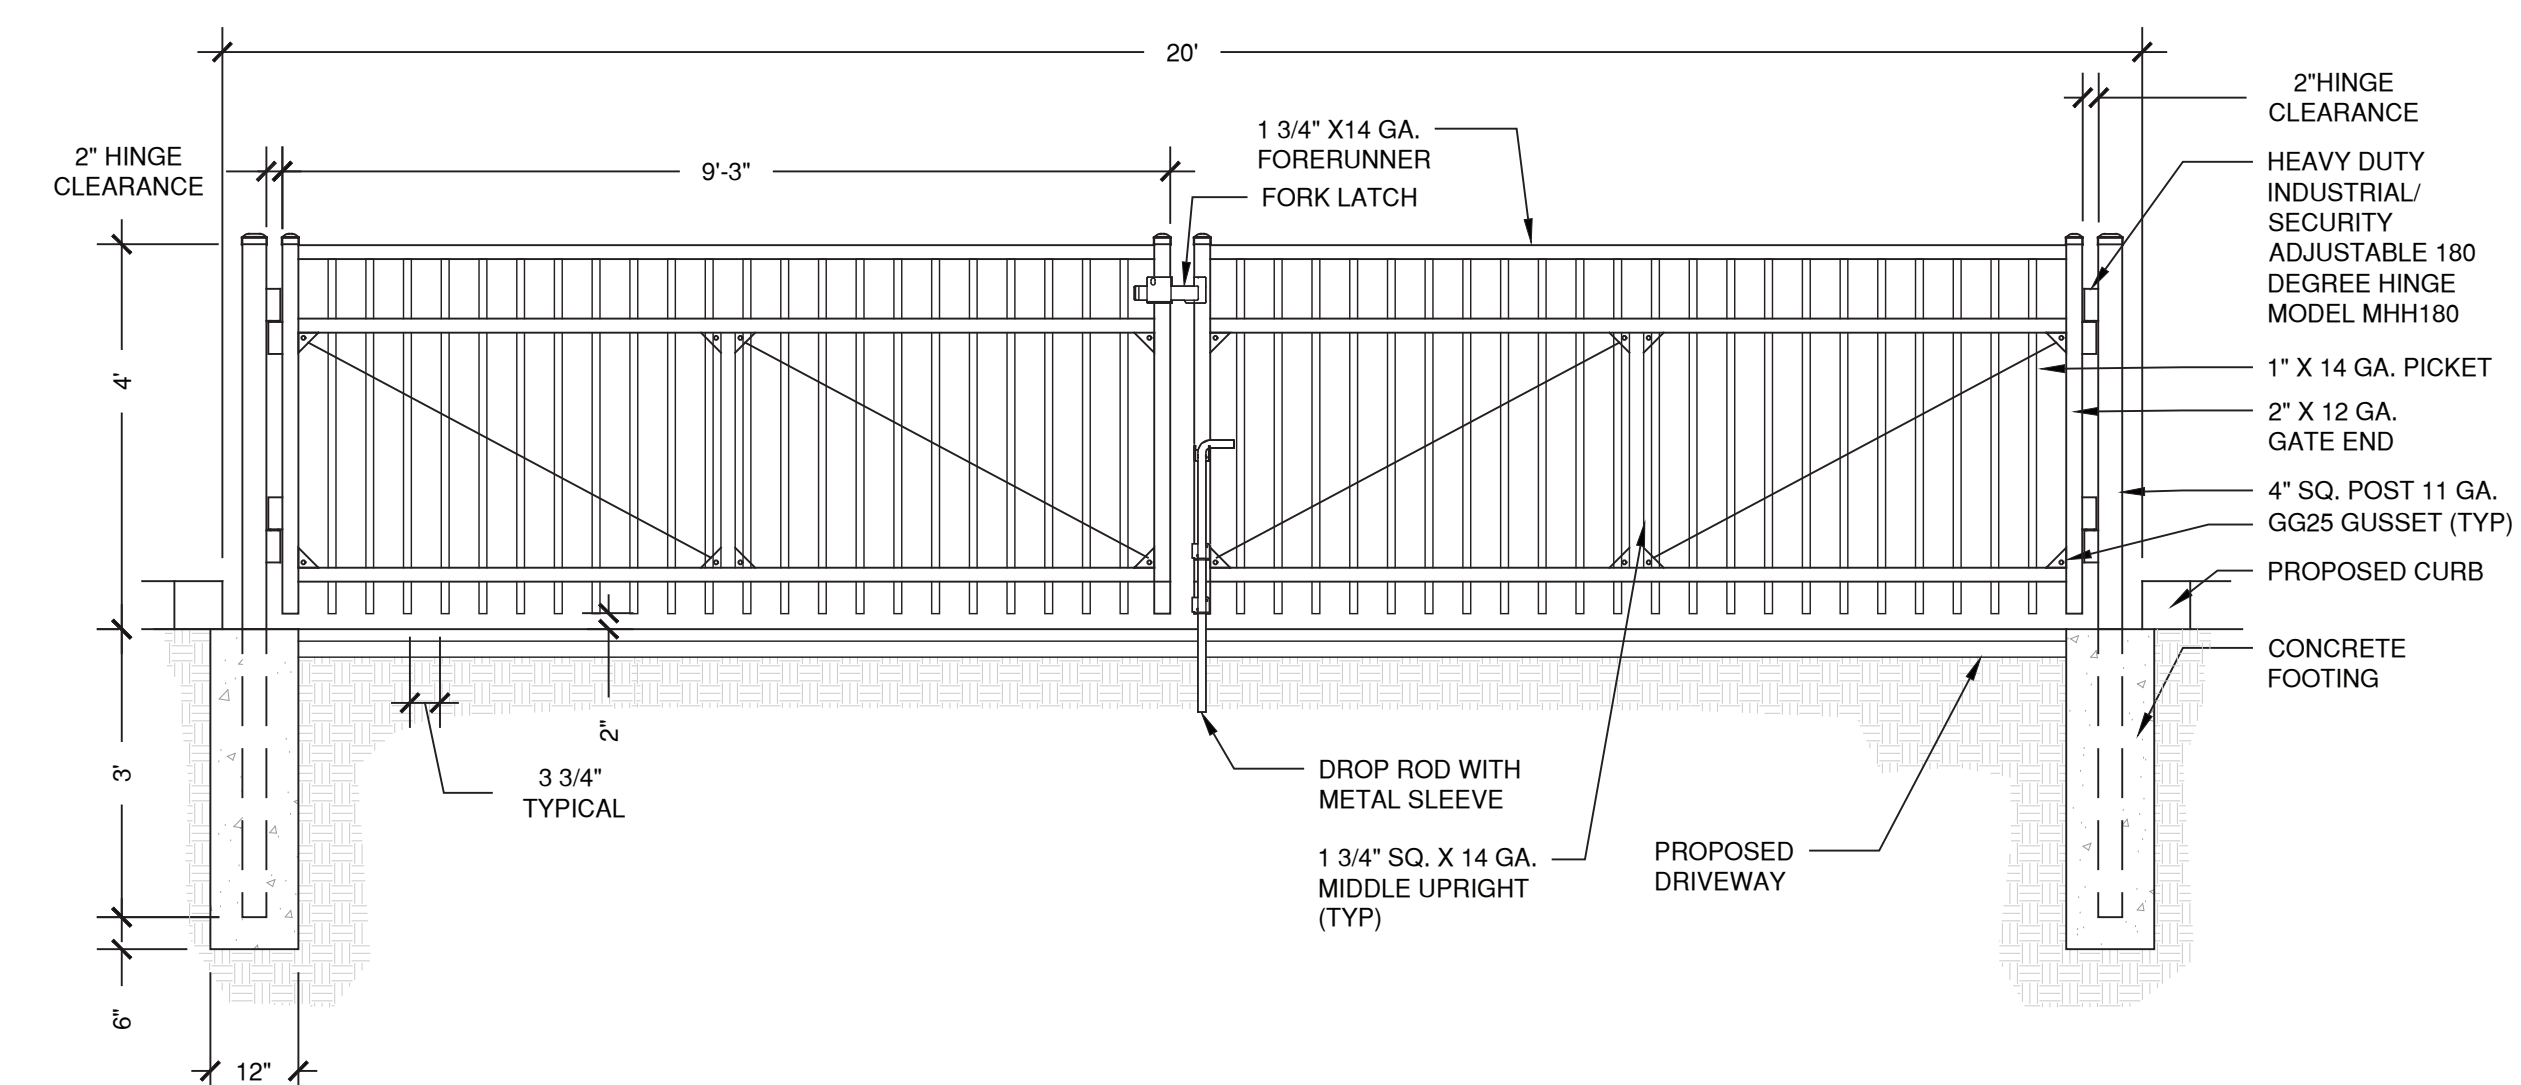 20'
2"HINGE
CLEARANCE
1 3/4" X14 GA.
FORERUNNER
2" HINGE
CLEARANCE
9'-3"
FORK LATCH
HEAVY DUTY
INDUSTRIAL/
SECURITY
ADJUSTABLE 180
DEGREE HINGE
MODEL MHH180
4'
1" X 14 GA. PICKET
2" X 12 GA.
GATE END
4" SQ. POST 11 GA.
GG25 GUSSET (TYP)
PROPOSED CURB
CONCRETE
FOOTING
2"
3'
3 3/4"
TYPICAL
DROP ROD WITH
METAL SLEEVE
1 3/4" SQ. X 14 GA.
MIDDLE UPRIGHT
(TYP)
PROPOSED
DRIVEWAY
6"
12"